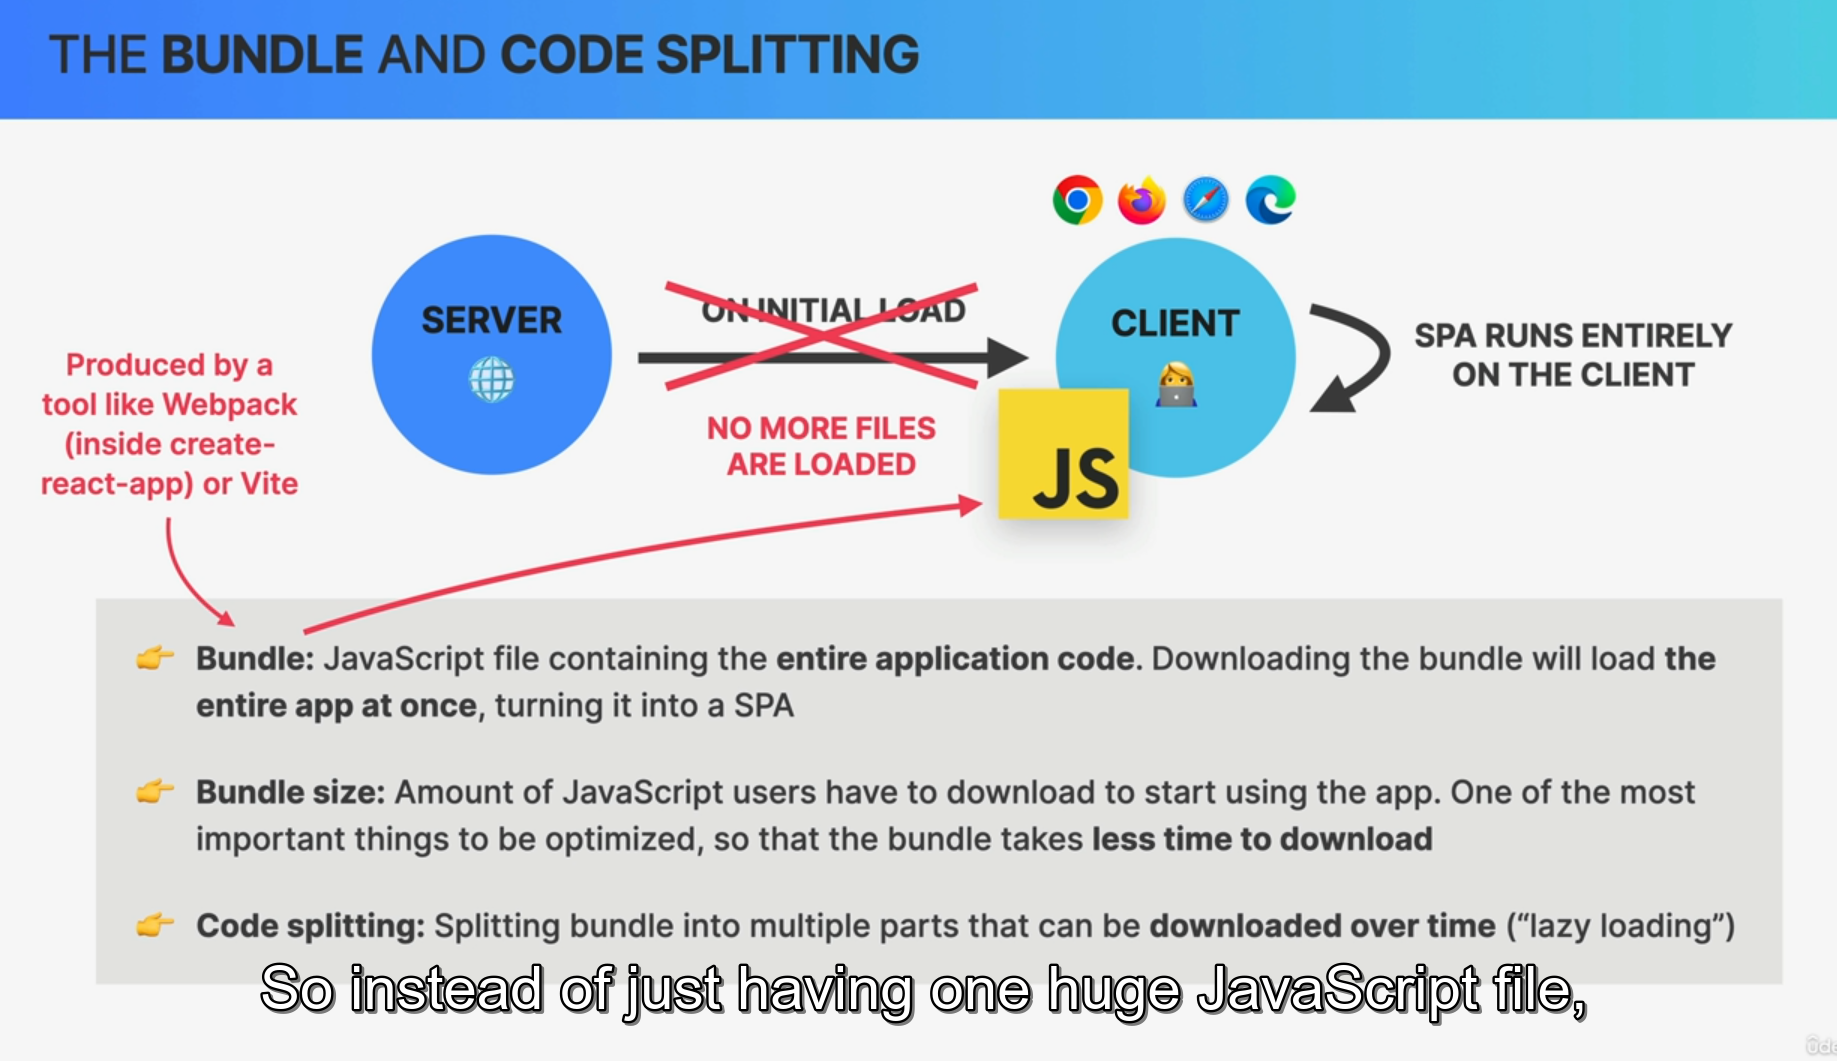 THE BUNDLE AND CODE SPLITTING
SERVER
ON INITIAL LOAD
CLIENT
SPA RUNS ENTIRELY
ON THE CLIENT
Produced by a
tool like Webpack
(inside create-
react-app) or Vite
NO MORE FILES
ARE LOADED
JS
Bundle: JavaScript file containing the entire application code. Downloading the bundle will load the
entire app at once, turning it into a SPA
Bundle size: Amount of JavaScript users have to download to start using the app. One of the most
important things to be optimized, so that the bundle takes less time to download
Code splitting: Splitting bundle into multiple parts that can be downloaded over time (“lazy loading”)
So instead of just having one huge JavaScript file,